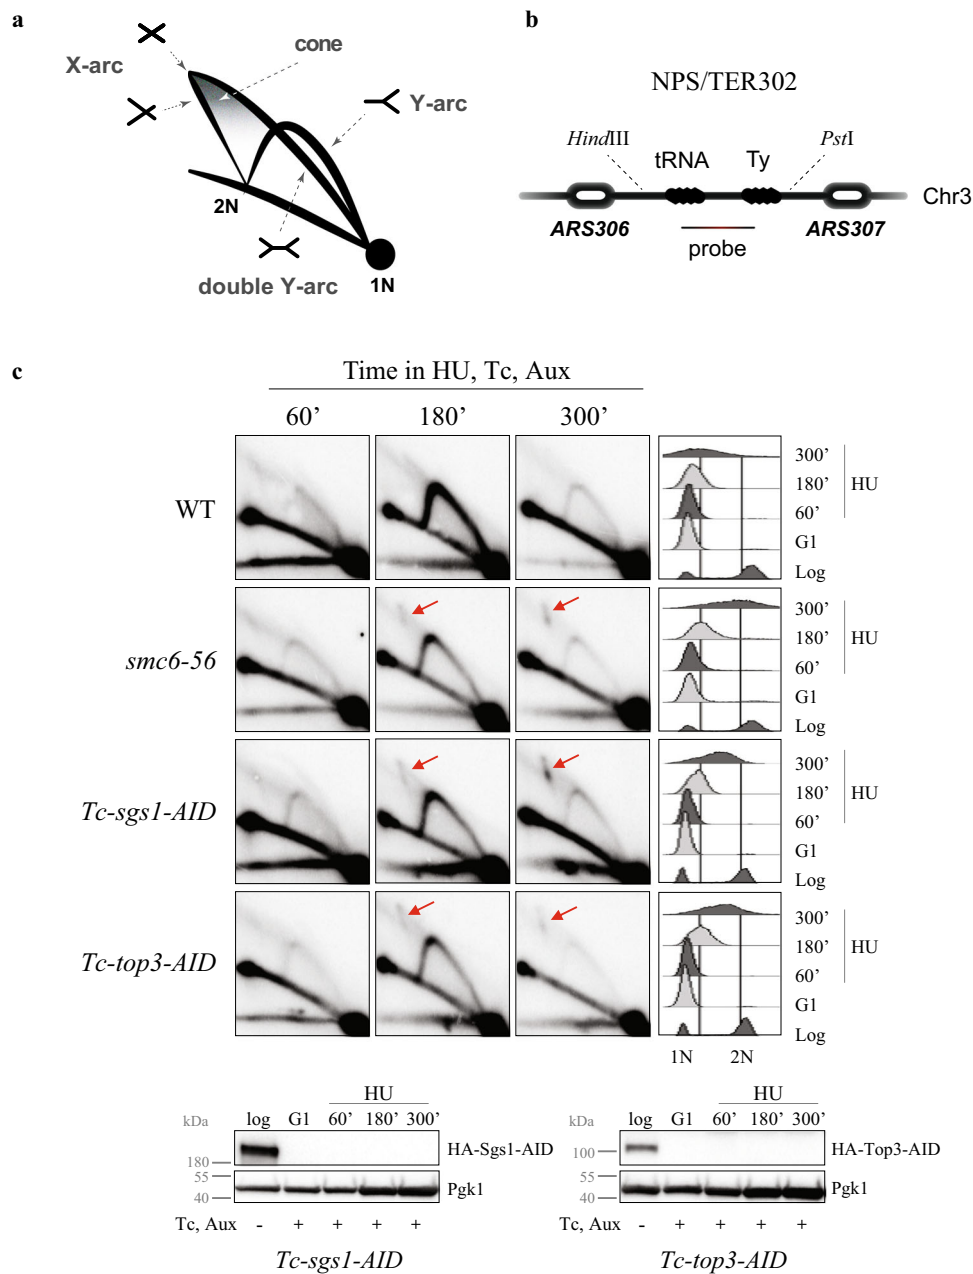 a
X-arc
cone
Y-arc
2N
double Y-arc
1N
b
NPS/TER302
HindIII
tRNA
Ty
PstI
Chr3
ARS306
ARS307
probe
c
Time in HU, Tc, Aux
60’ 180’ 300’
WT
300’
180’
60’
G1
Log
HU
smc6-56
300’
180’
60’
G1
Log
HU
Tc-sgs1-AID
300’
180’
60’
G1
Log
HU
Tc-top3-AID
300’
180’
60’
G1
Log
HU
1N 2N
HU
kDa log G1 60’ 180’ 300’
180
HA-Sgs1-AID
55
40
Pgk1
Tc, Aux - + + + +
Tc-sgs1-AID
HU
kDa log G1 60’ 180’ 300’
100
HA-Top3-AID
55
40
Pgk1
Tc, Aux - + + + +
Tc-top3-AID